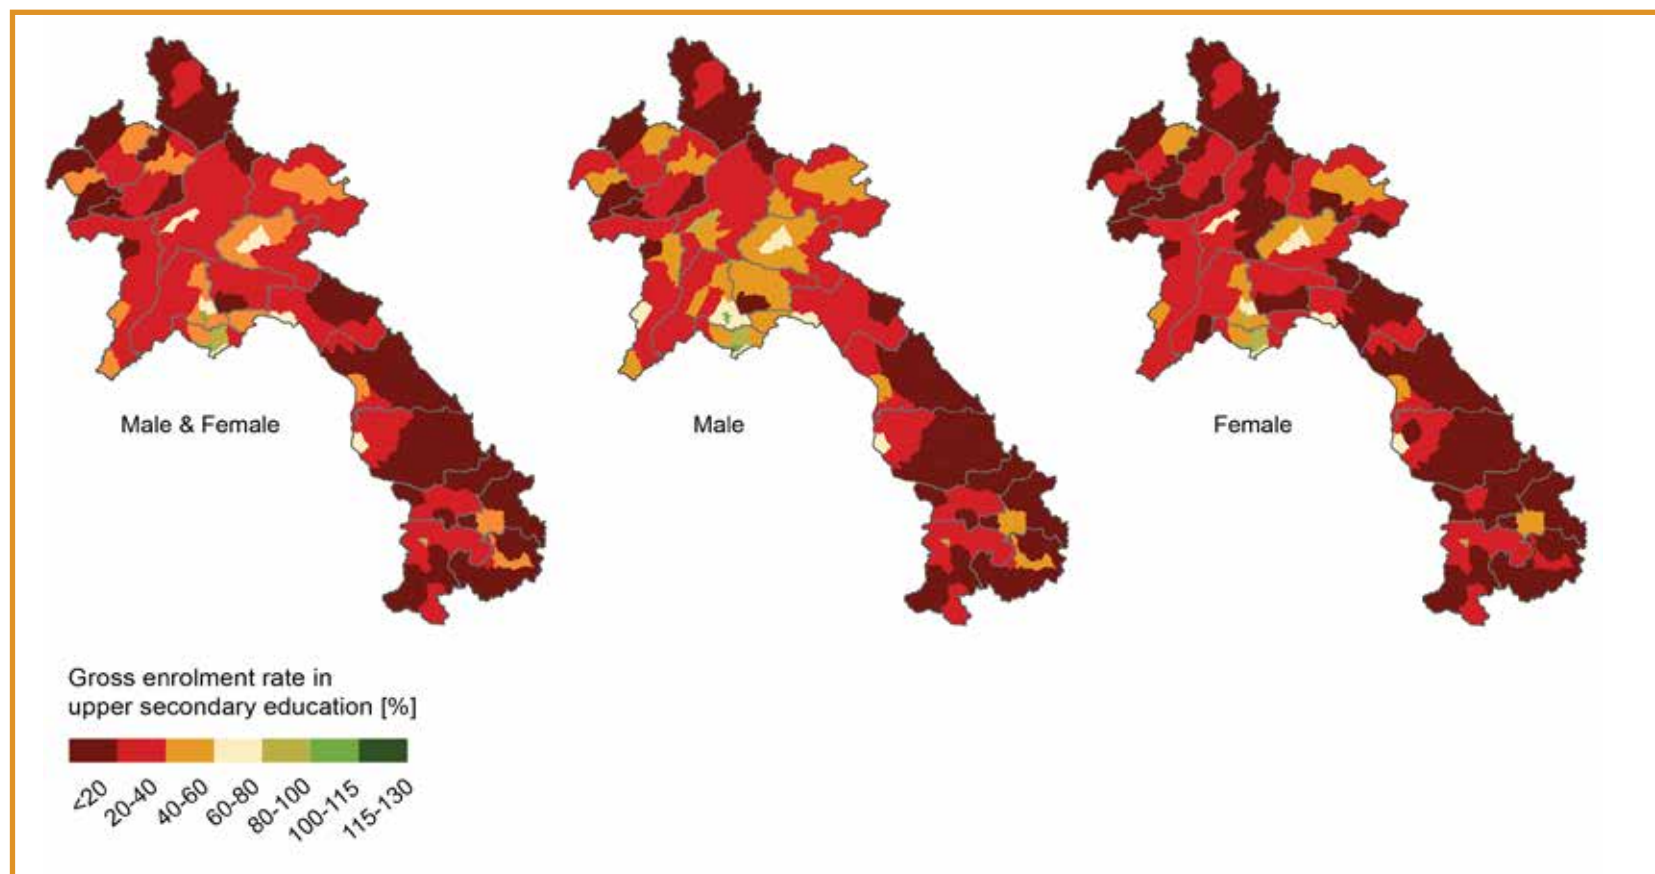 Male & Female
Male
Female
Gross enrolment rate in
upper secondary education [%]
<20
20-40
40-60
60-80
80-100
100-115
115-130